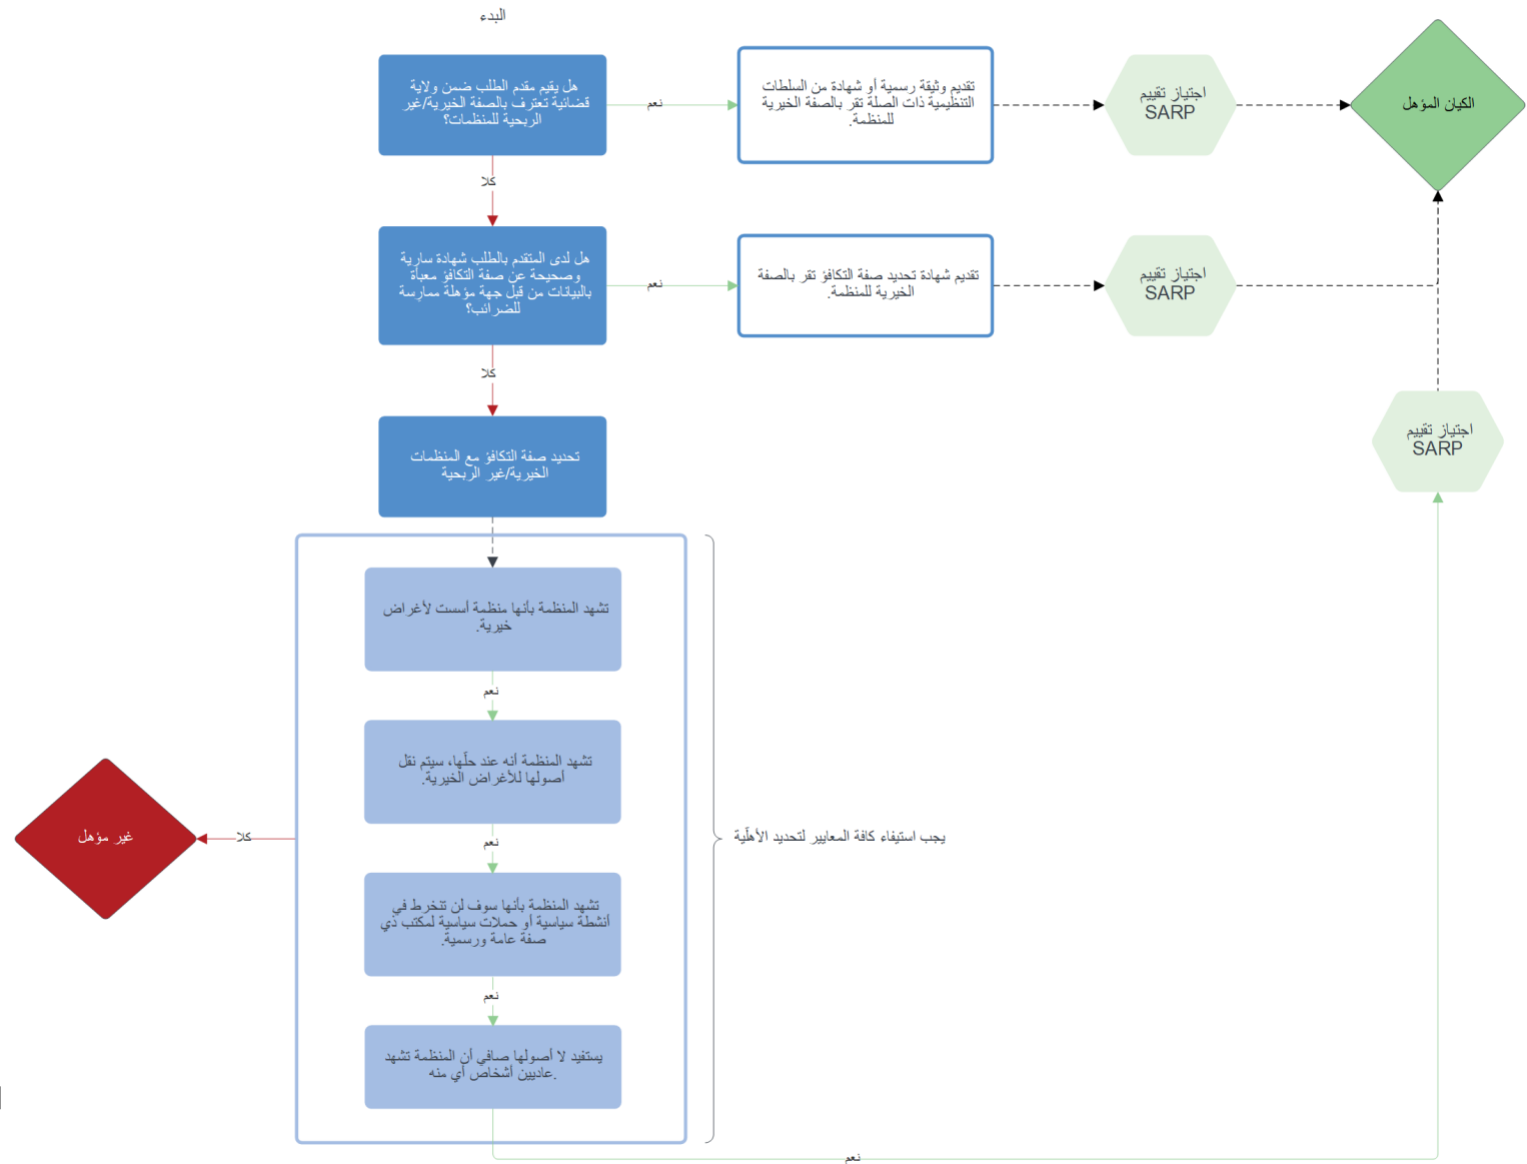 البدء
هل يقيم مقدم الطلب ضمن ولاية
قضائية تعترف بالصفة الخيرية/غير
الربحية للمنظمات؟
نعم
تقديم وثيقة رسمية أو شهادة من السلطات
التنظيمية ذات الصلة تقر بالصفة الخيرية
للمنظمة.
اجتياز تقييم
SARP
الكيان المؤهل
كلا
هل لدى المتقدم بالطلب شهادة سارية
وصحيحة عن صفة التكافؤ معبأة
بالبيانات من قبل جهة مؤهلة ممارسة
للضرائب؟
نعم
تقديم شهادة تحديد صفة التكافؤ تقر بالصفة
الخيرية للمنظمة.
اجتياز تقييم
SARP
كلا
تحديد صفة التكافؤ مع المنظمات
الخيرية/غير الربحية
اجتياز تقييم
SARP
تشهد المنظمة بأنها منظمة أسست لأغراض
خيرية.
نعم
تشهد المنظمة أنه عند حلّها، سيتم نقل
أصولها للأغراض الخيرية.
نعم
يجب استيفاء كافة المعايير لتحديد الأهلّية
كلا
غير مؤهل
تشهد المنظمة بأنها سوف لن تنخرط في
أنشطة سياسية أو حملات سياسية لمكتب ذي
صفة عامة ورسمية.
نعم
يستفيد لا أصولها صافي أن المنظمة تشهد
.عاديين أشخاص أي منه
نعم